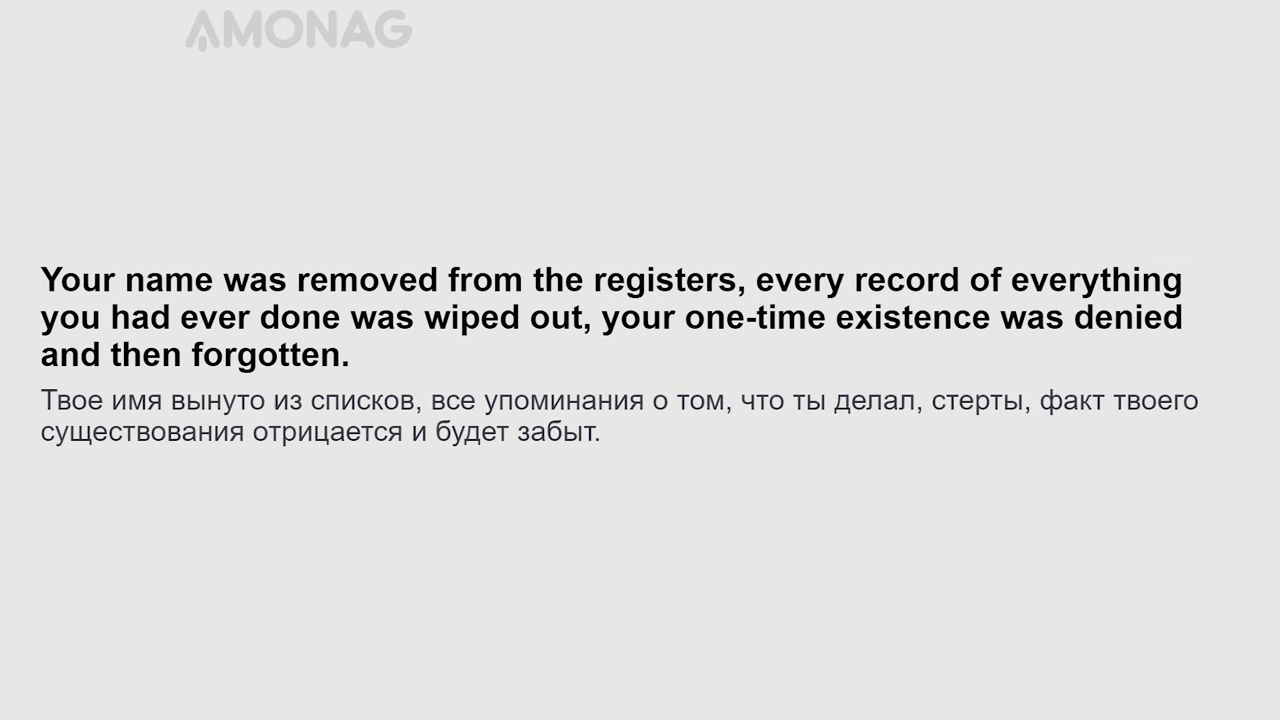 AMONAG
Your name was removed from the registers, every record of everything
you had ever done was wiped out, your one-time existence was denied
and then forgotten.
Твое имя вынуто из списков, все упоминания о том, что ты делал, стерты, факт твоего
существования отрицается и будет забыт.